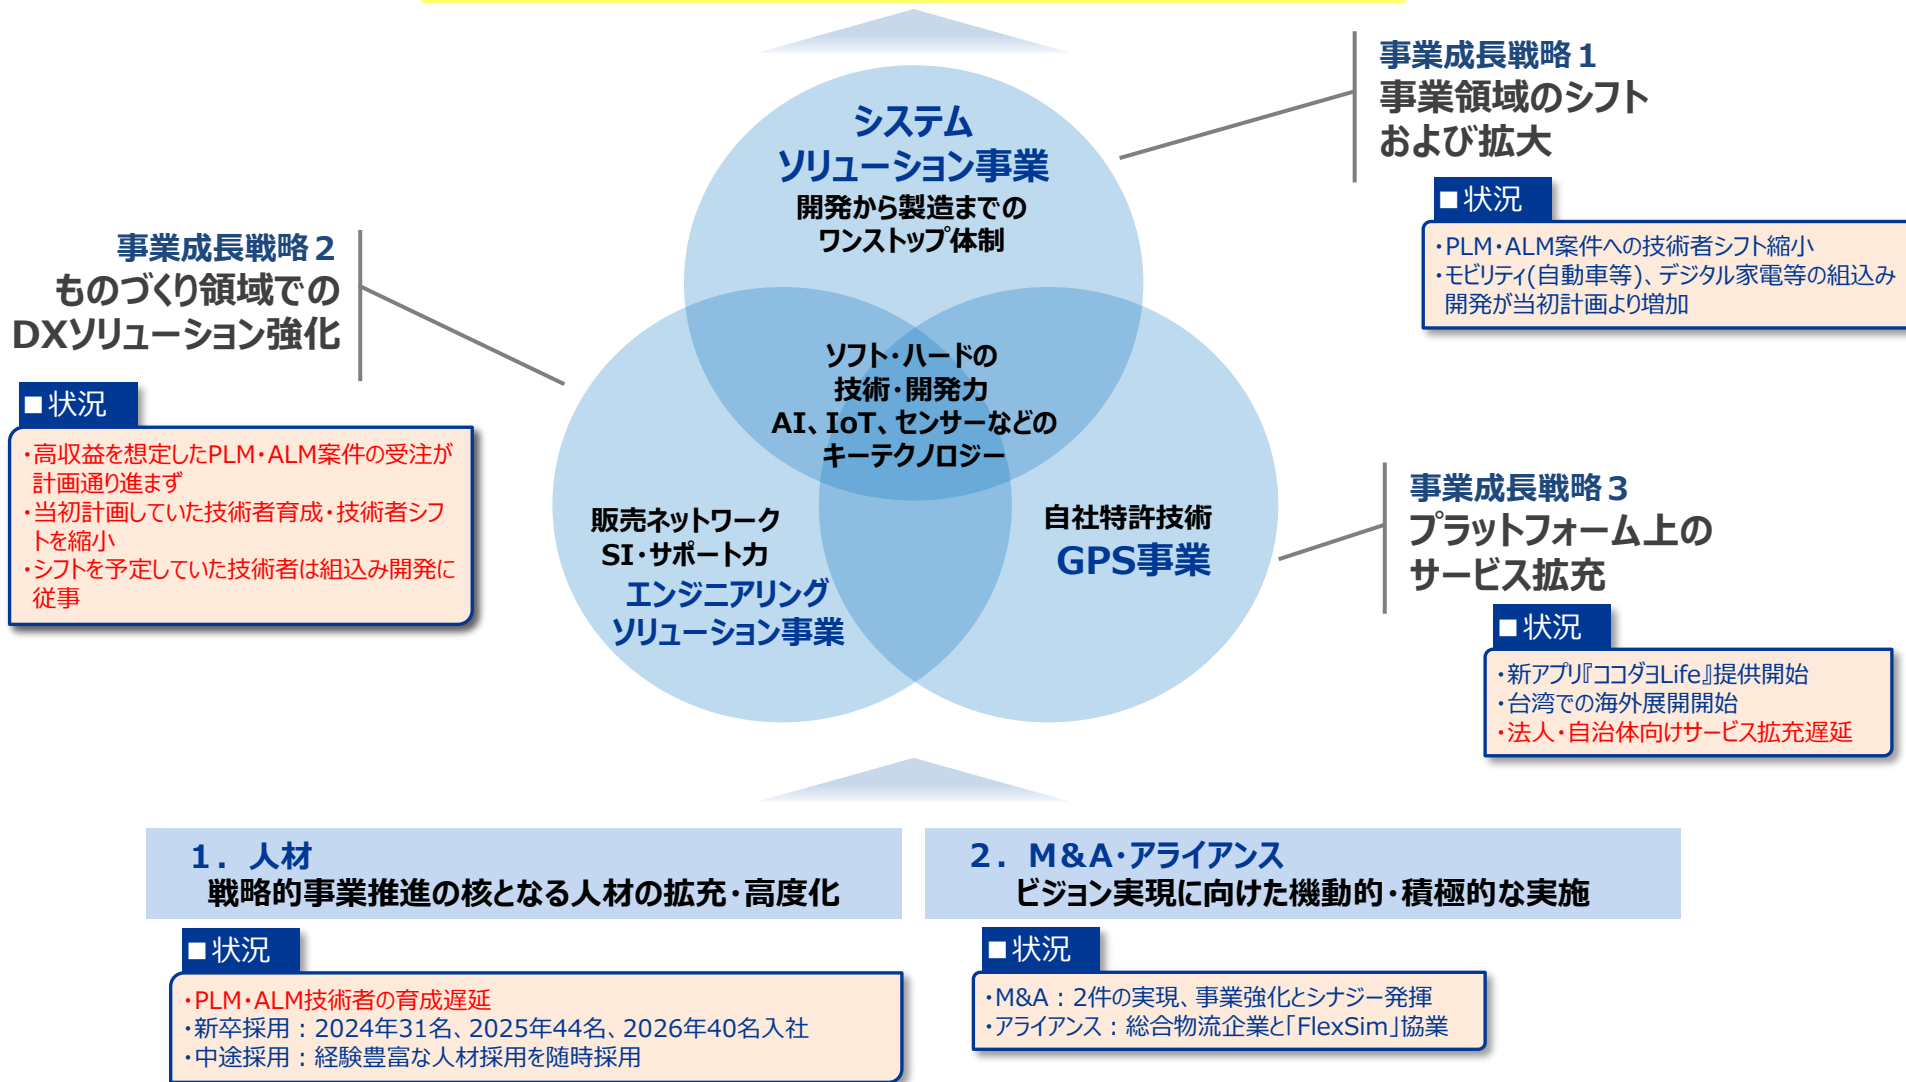 システム
ソリューション事業
開発から製造までの
ワンストップ体制
ソフト・ハードの
技術・開発力
AI、IoT、センサーなどの
キーテクノロジー
販売ネットワーク
SI・サポート力
エンジニアリング
ソリューション事業
自社特許技術
GPS事業
事業成長戦略1
事業領域のシフト
および拡大
■状況
・PLM・ALM案件への技術者シフト縮小
・モビリティ(自動車等)、デジタル家電等の組込み
開発が当初計画より増加
事業成長戦略2
ものづくり領域での
DXソリューション強化
■状況
・高収益を想定したPLM・ALM案件の受注が
計画通り進まず
・当初計画していた技術者育成・技術者シフ
トを縮小
・シフトを予定していた技術者は組込み開発に
従事
事業成長戦略3
プラットフォーム上の
サービス拡充
■状況
・新アプリ『ココダヨLife』提供開始
・台湾での海外展開開始
・法人・自治体向けサービス拡充遅延
1．人材
戦略的事業推進の核となる人材の拡充・高度化
■状況
・PLM・ALM技術者の育成遅延
・新卒採用：2024年31名、2025年44名、2026年40名入社
・中途採用：経験豊富な人材採用を随時採用
2．M&A・アライアンス
ビジョン実現に向けた機動的・積極的な実施
■状況
・M&A：2件の実現、事業強化とシナジー発揮
・アライアンス：総合物流企業と「FlexSim」協業